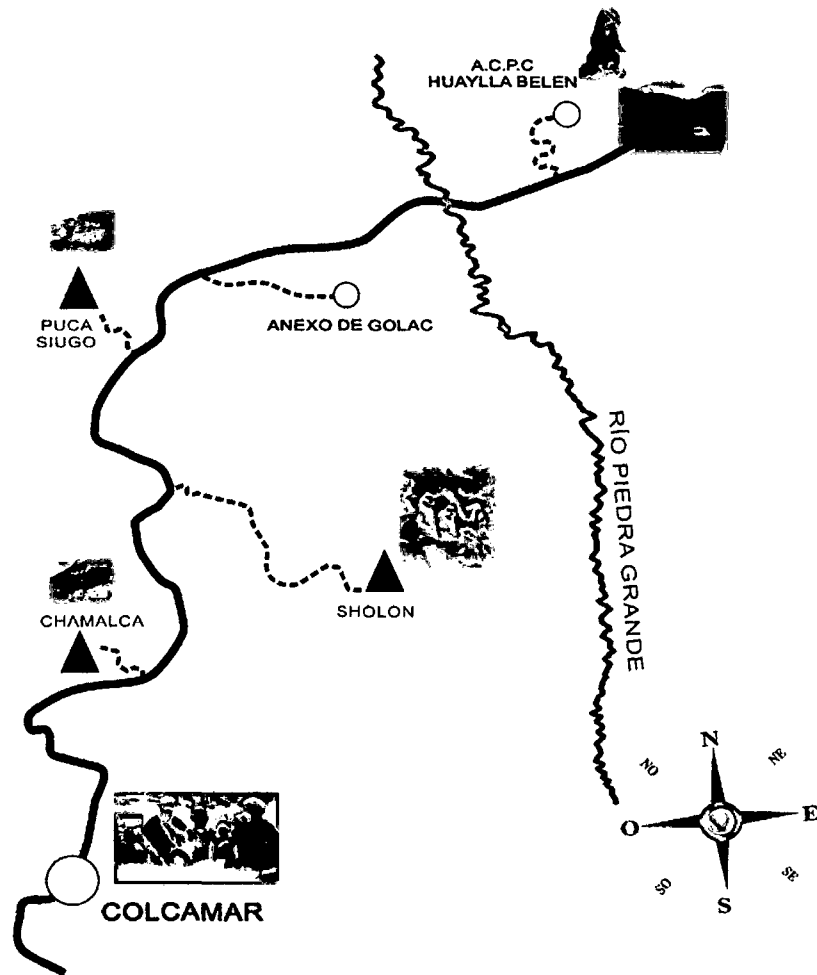 A.C.P.C
HUAYLLA BELEN
PUCA
SIUGO
ANEXO DE GOLAC
RÍO PIEDRA GRANDE
SHOLON
CHAMALCA
N
NO
NE
O
E
SO
SE
S
COLCAMAR